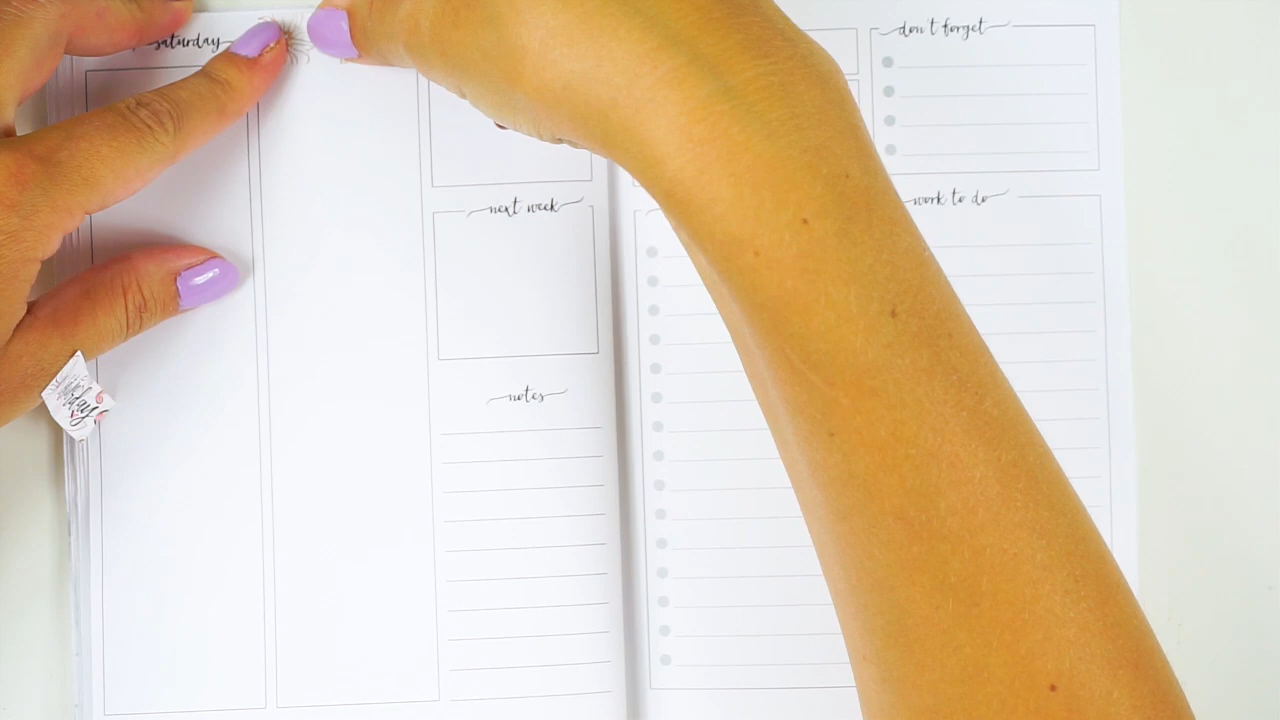 saturday
next week
notes
don't forget
work to do